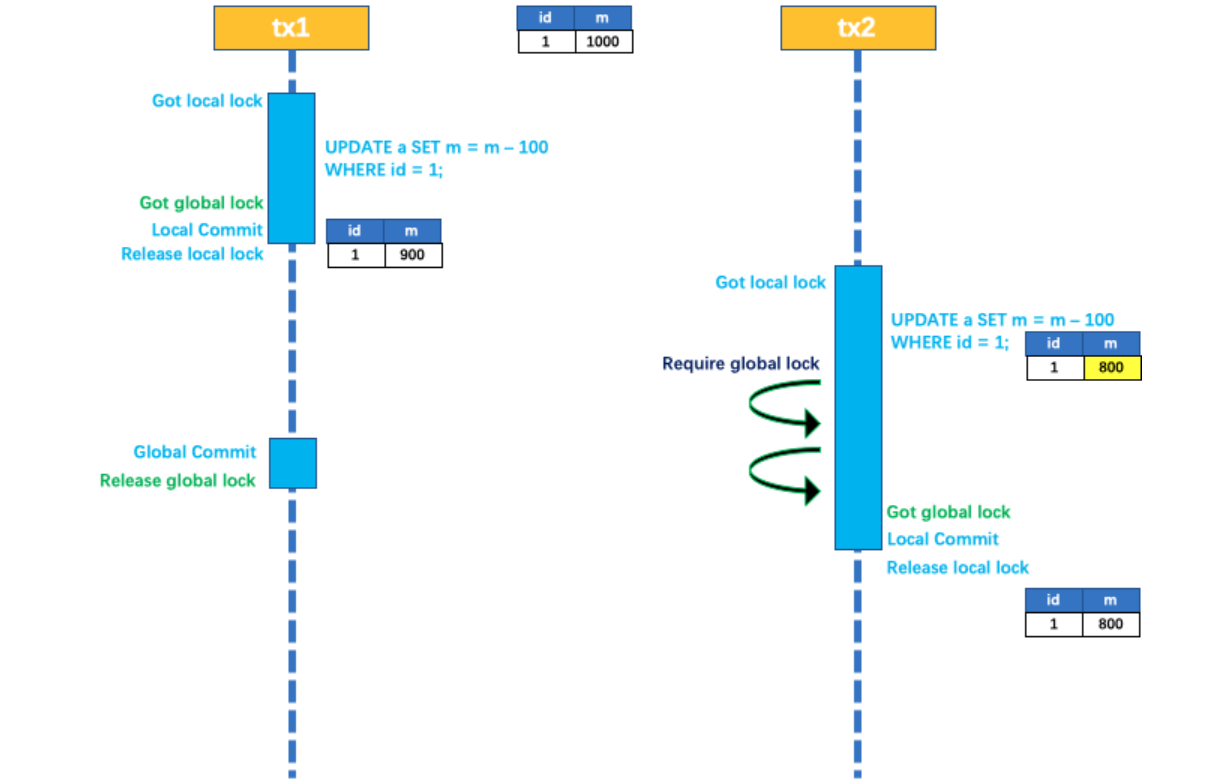 tx1
id m
1 1000
tx2
Got local lock
UPDATE a SET m = m – 100
WHERE id = 1;
Got global lock
Local Commit
Release local lock
id m
1 900
Got local lock
UPDATE a SET m = m – 100
WHERE id = 1;
id m
1 800
Require global lock
Global Commit
Release global lock
Got global lock
Local Commit
Release local lock
id m
1 800